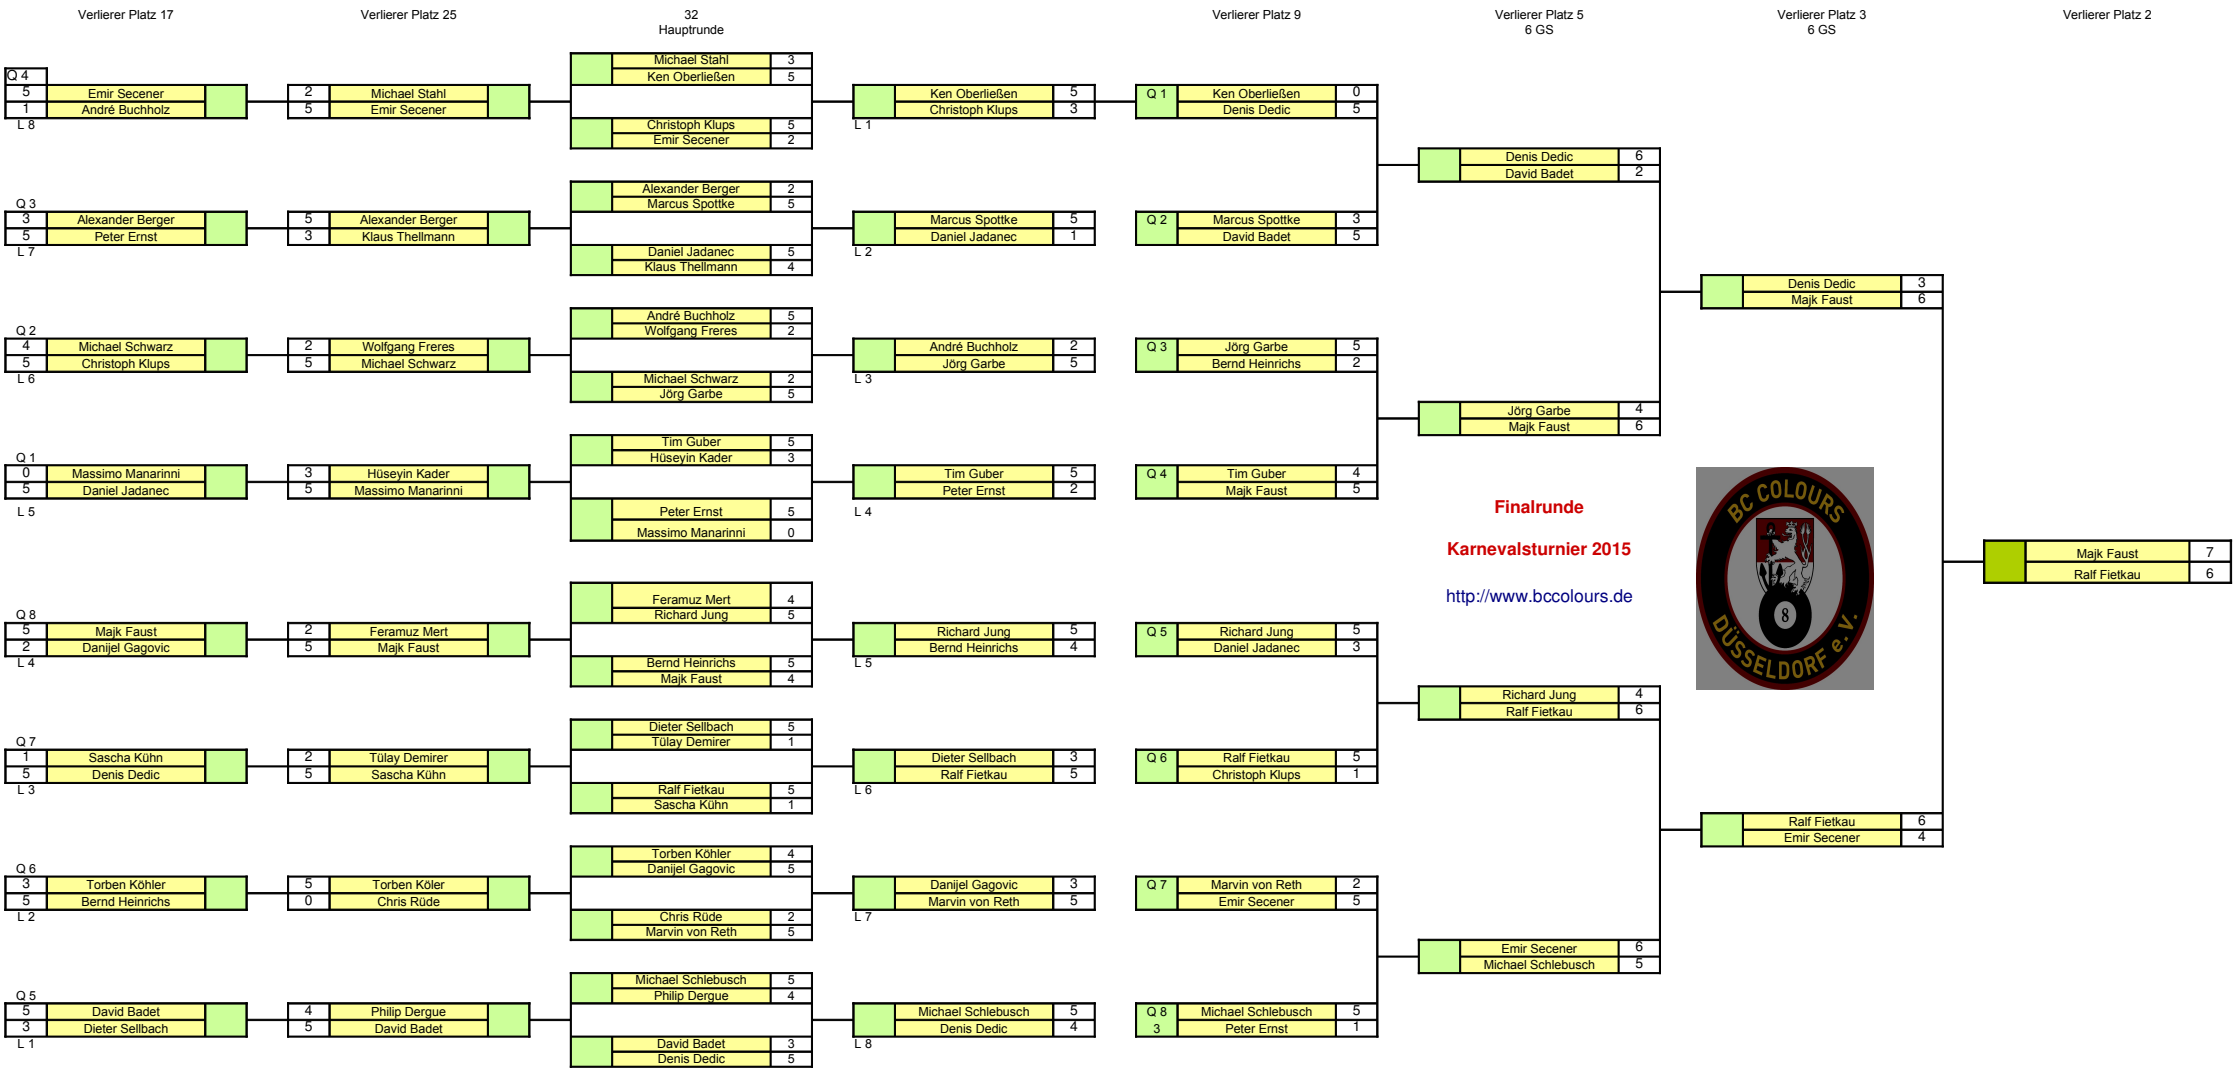 Verlierer Platz 17
Verlierer Platz 25
32
Hauptrunde
Verlierer Platz 9
Verlierer Platz 5
6 GS
Verlierer Platz 3
6 GS
Verlierer Platz 2
Q 4
5 Emir Secener
1 André Buchholz
L 8
Q 3
3 Alexander Berger
5 Peter Ernst
L 7
Q 2
4 Michael Schwarz
5 Christoph Klups
L 6
Q 1
0 Massimo Manarinni
5 Daniel Jadanec
L 5
Q 8
5 Majk Faust
2 Danijel Gagovic
L 4
Q 7
1 Sascha Kühn
5 Denis Dedic
L 3
Q 6
3 Torben Köhler
5 Bernd Heinrichs
L 2
Q 5
5 David Badet
3 Dieter Sellbach
L 1
2 Michael Stahl
5 Emir Secener
5 Alexander Berger
3 Klaus Thellmann
2 Wolfgang Freres
5 Michael Schwarz
3 Hüseyin Kader
5 Massimo Manarinni
2 Feramuz Mert
5 Majk Faust
2 Tülay Demirer
5 Sascha Kühn
5 Torben Köler
0 Chris Rüde
4 Philip Dergue
5 David Badet
Michael Stahl 3
Ken Oberließen 5
Christoph Klups 5
Emir Secener 2
Alexander Berger 2
Marcus Spottke 5
Daniel Jadanec 5
Klaus Thellmann 4
André Buchholz 5
Wolfgang Freres 2
Michael Schwarz 2
Jörg Garbe 5
Tim Guber 5
Hüseyin Kader 3
Peter Ernst 5
Massimo Manarinni 0
Feramuz Mert 4
Richard Jung 5
Bernd Heinrichs 5
Majk Faust 4
Dieter Sellbach 5
Tülay Demirer 1
Ralf Fietkau 5
Sascha Kühn 1
Torben Köhler 4
Danijel Gagovic 5
Chris Rüde 2
Marvin von Reth 5
Michael Schlebusch 5
Philip Dergue 4
David Badet 3
Denis Dedic 5
Ken Oberließen 5
Christoph Klups 3
L 1
Marcus Spottke 5
Daniel Jadanec 1
L 2
André Buchholz 2
Jörg Garbe 5
L 3
Tim Guber 5
Peter Ernst 2
L 4
Richard Jung 5
Bernd Heinrichs 4
L 5
Dieter Sellbach 3
Ralf Fietkau 5
L 6
Danijel Gagovic 3
Marvin von Reth 5
L 7
Michael Schlebusch 5
Denis Dedic 4
L 8
Q 1 Ken Oberließen 0
Denis Dedic 5
Q 2 Marcus Spottke 3
David Badet 5
Q 3 Jörg Garbe 5
Bernd Heinrichs 2
Q 4 Tim Guber 4
Majk Faust 5
Q 5 Richard Jung 5
Daniel Jadanec 3
Q 6 Ralf Fietkau 5
Christoph Klups 1
Q 7 Marvin von Reth 2
Emir Secener 5
Q 8 Michael Schlebusch 5
3 Peter Ernst 1
Denis Dedic 6
David Badet 2
Jörg Garbe 4
Majk Faust 6
Finalrunde
Karnevalsturnier 2015
http://www.bccolours.de
Richard Jung 4
Ralf Fietkau 6
Emir Secener 6
Michael Schlebusch 5
Denis Dedic 3
Majk Faust 6
BC COLOURS
8
DÜSSELDORF e.V.
Ralf Fietkau 6
Emir Secener 4
Majk Faust 7
Ralf Fietkau 6